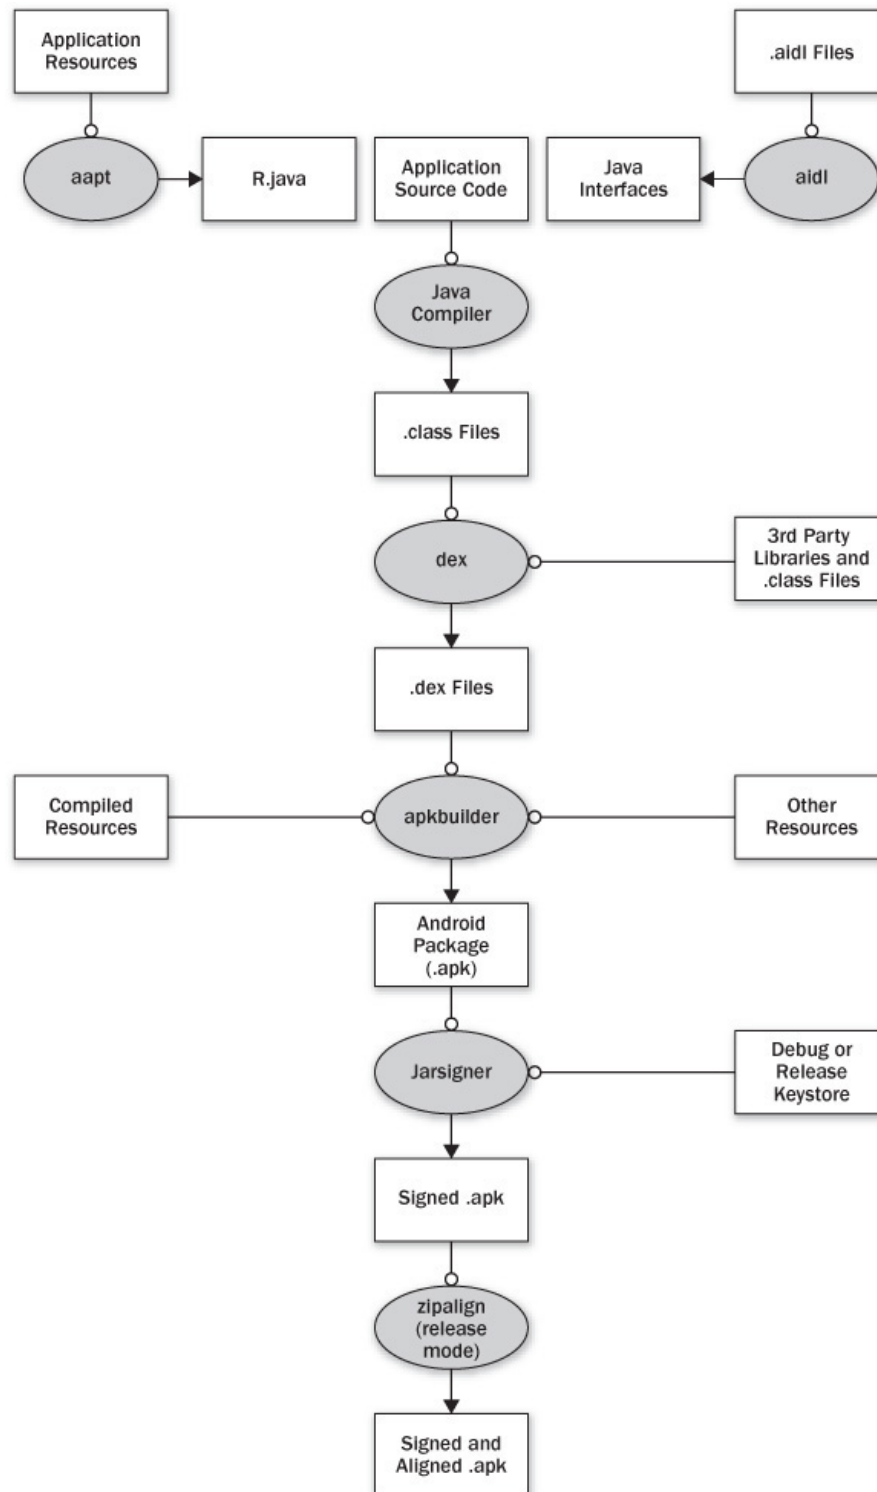 Application
Resources
.aidl Files
aapt
R.java
Application
Source Code
Java
Interfaces
aidl
Java
Compiler
.class Files
dex
3rd Party
Libraries and
.class Files
.dex Files
Compiled
Resources
apkbuilder
Other
Resources
Android
Package
(.apk)
Jarsigner
Debug or
Release
Keystore
Signed .apk
zipalign
(release
mode)
Signed and
Aligned .apk